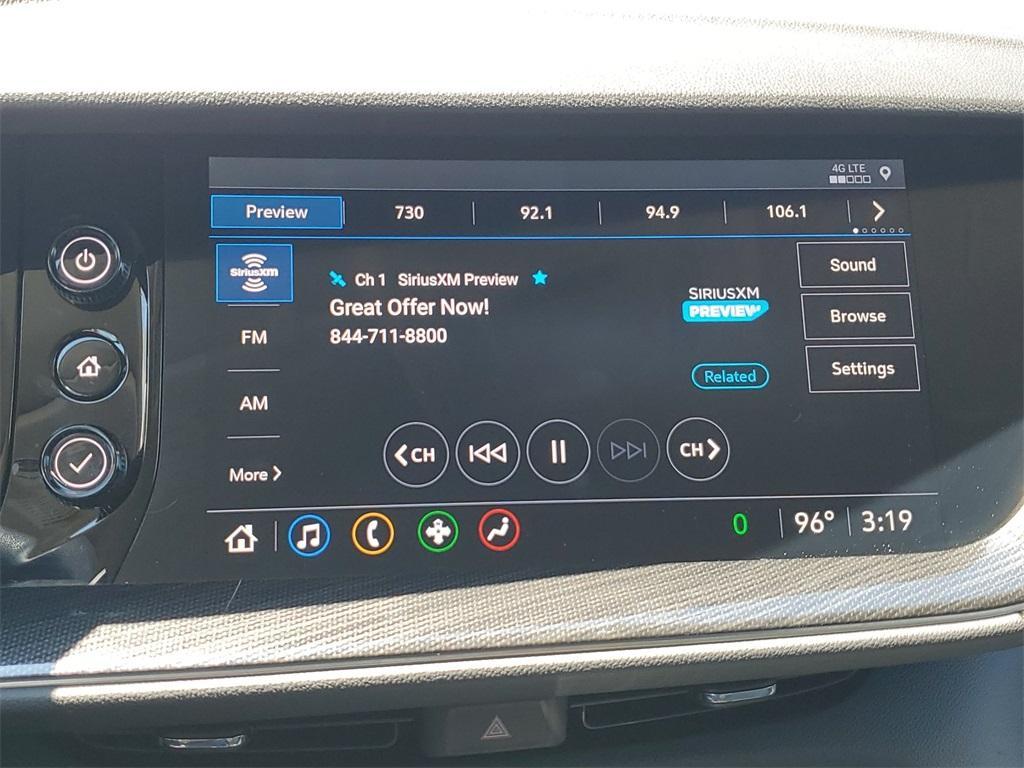 4G LTE
Preview 730 92.1 94.9 106.1
SiriusXM
Ch 1 SiriusXM Preview
Great Offer Now!
844-711-8800
SIRIUSXM
PREVIEW
Related
Sound
Browse
Settings
FM
AM
More
CH
CH
0 96° 3:19